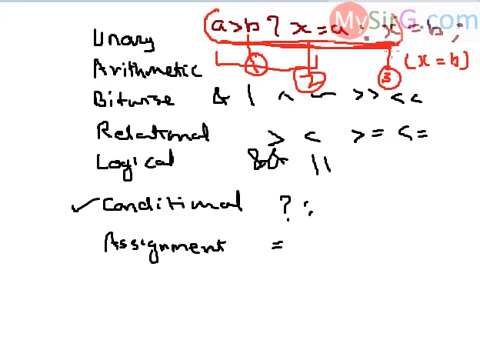 MySirG.com
Unary a>b ? x=a : x=b ;
1 2 3 (x=b)
Arithmetic
Bitwise & | ^ ~ >> <<
Relational > < >= <=
Logical && ||
✓ Conditional ? :
Assignment =